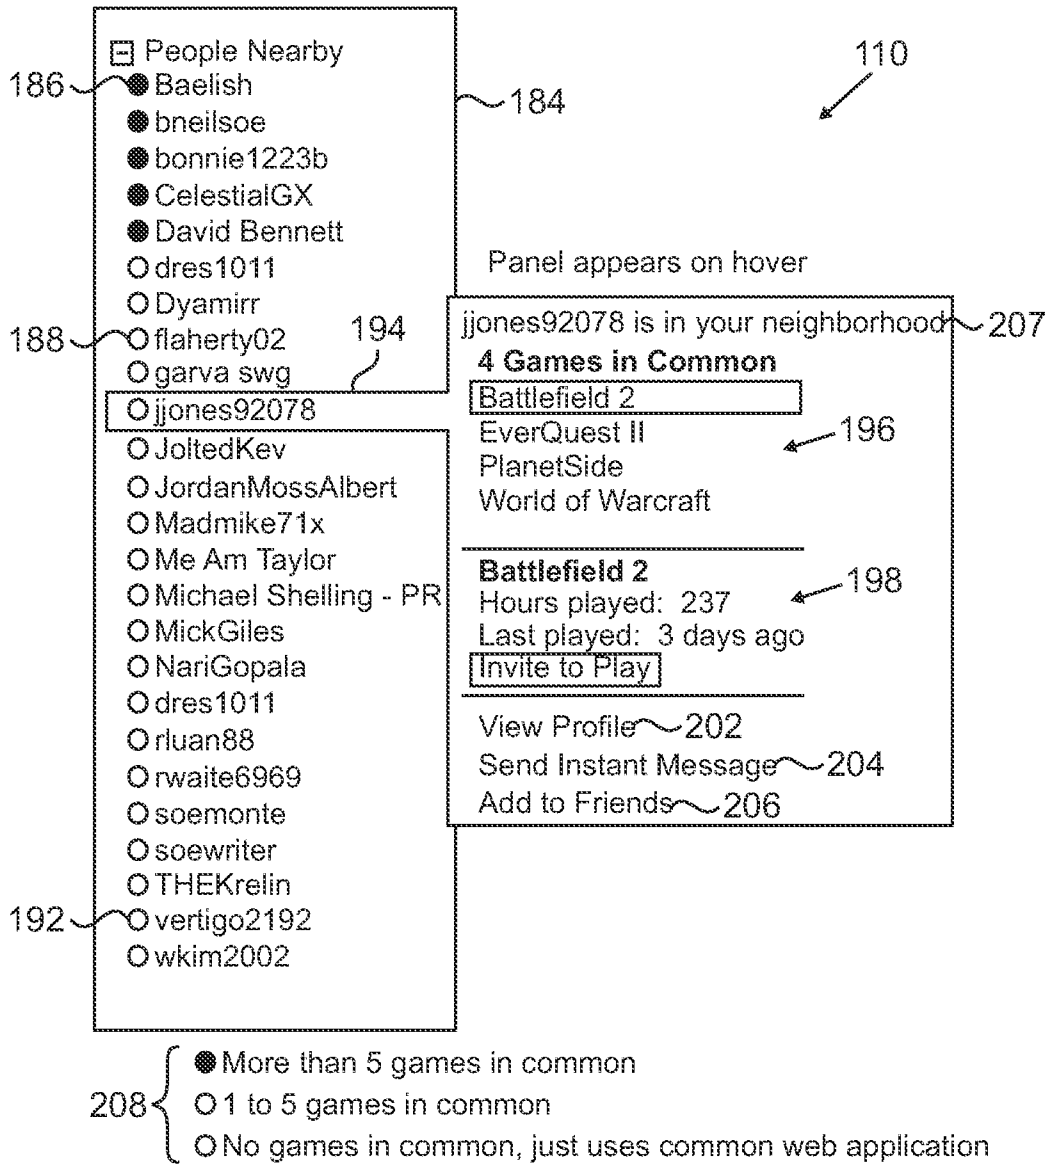 People Nearby
110
186
Baelish
184
bneilsoe
bonnie1223b
CelestialGX
David Bennett
dres1011
Panel appears on hover
Dyamirr
188
flaherty02
194
jjones92078 is in your neighborhood
207
garva swg
4 Games in Common
jjones92078
Battlefield 2
196
EverQuest II
JoltedKev
PlanetSide
JordanMossAlbert
World of Warcraft
Madmike71x
Me Am Taylor
Battlefield 2
198
Michael Shelling - PR
Hours played: 237
MickGiles
Last played: 3 days ago
NariGopala
Invite to Play
dres1011
View Profile
202
rluan88
Send Instant Message
204
rwaite6969
Add to Friends
206
soemonte
soewriter
THEKrelin
192
vertigo2192
wkim2002
208
More than 5 games in common
1 to 5 games in common
No games in common, just uses common web application